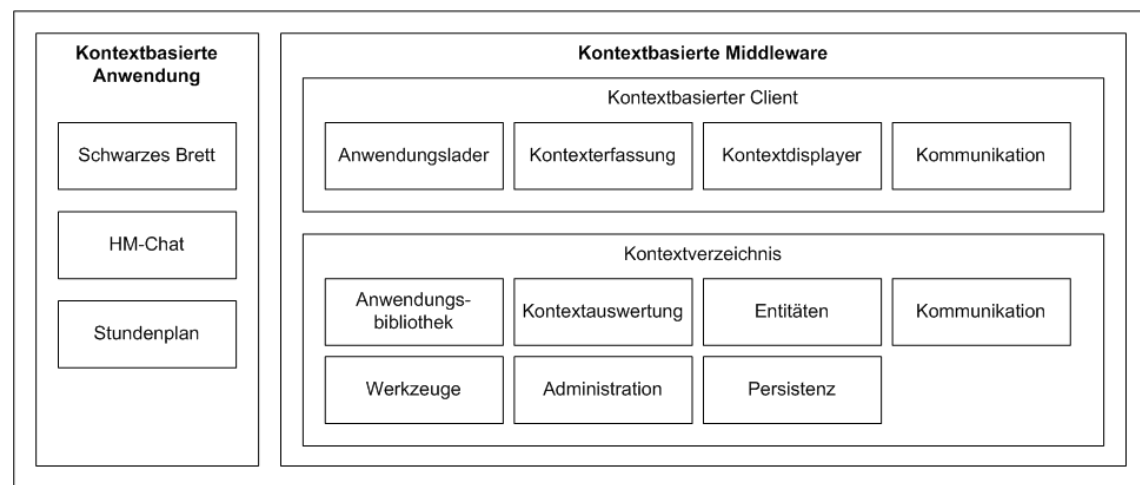 Kontextbasierte
Anwendung
Schwarzes Brett
HM-Chat
Stundenplan
Kontextbasierte Middleware
Kontextbasierter Client
Anwendungslader
Kontexterfassung
Kontextdisplayer
Kommunikation
Kontextverzeichnis
Anwendungs-
bibliothek
Kontextauswertung
Entitäten
Kommunikation
Werkzeuge
Administration
Persistenz